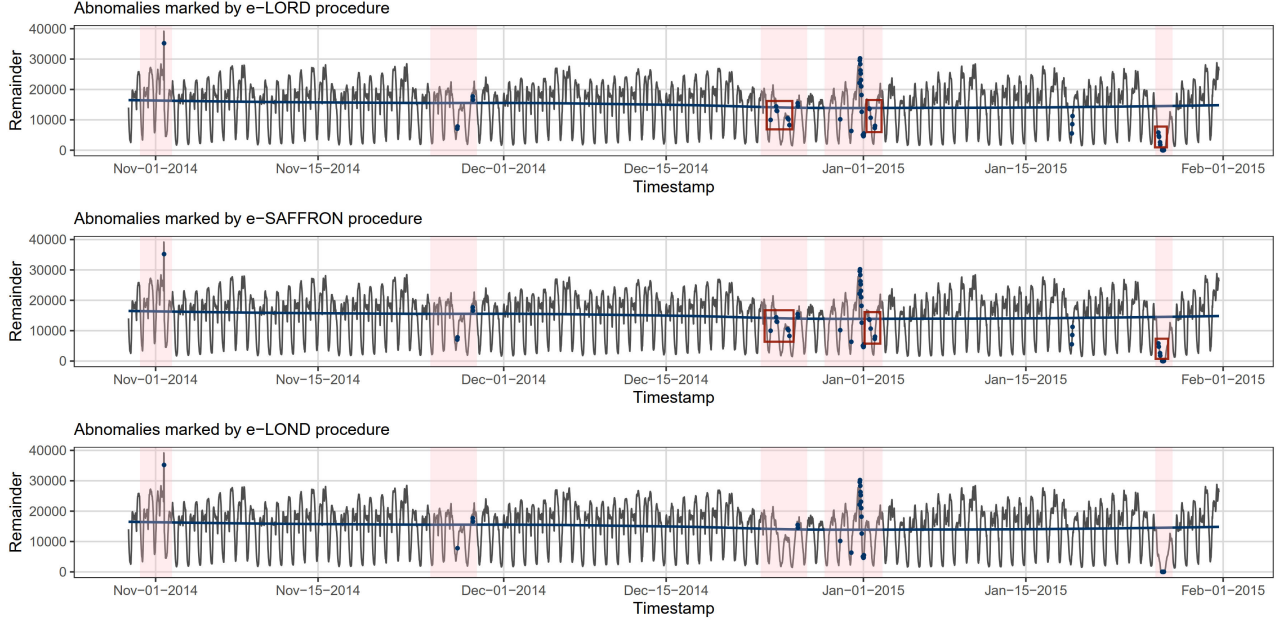 Abnomalies marked by e−LORD procedure
Remainder
40000
30000
20000
10000
0
Nov−01−2014 Nov−15−2014 Dec−01−2014 Dec−15−2014 Jan−01−2015 Jan−15−2015 Feb−01−2015
Timestamp
Abnomalies marked by e−SAFFRON procedure
Remainder
40000
30000
20000
10000
0
Nov−01−2014 Nov−15−2014 Dec−01−2014 Dec−15−2014 Jan−01−2015 Jan−15−2015 Feb−01−2015
Timestamp
Abnomalies marked by e−LOND procedure
Remainder
40000
30000
20000
10000
0
Nov−01−2014 Nov−15−2014 Dec−01−2014 Dec−15−2014 Jan−01−2015 Jan−15−2015 Feb−01−2015
Timestamp